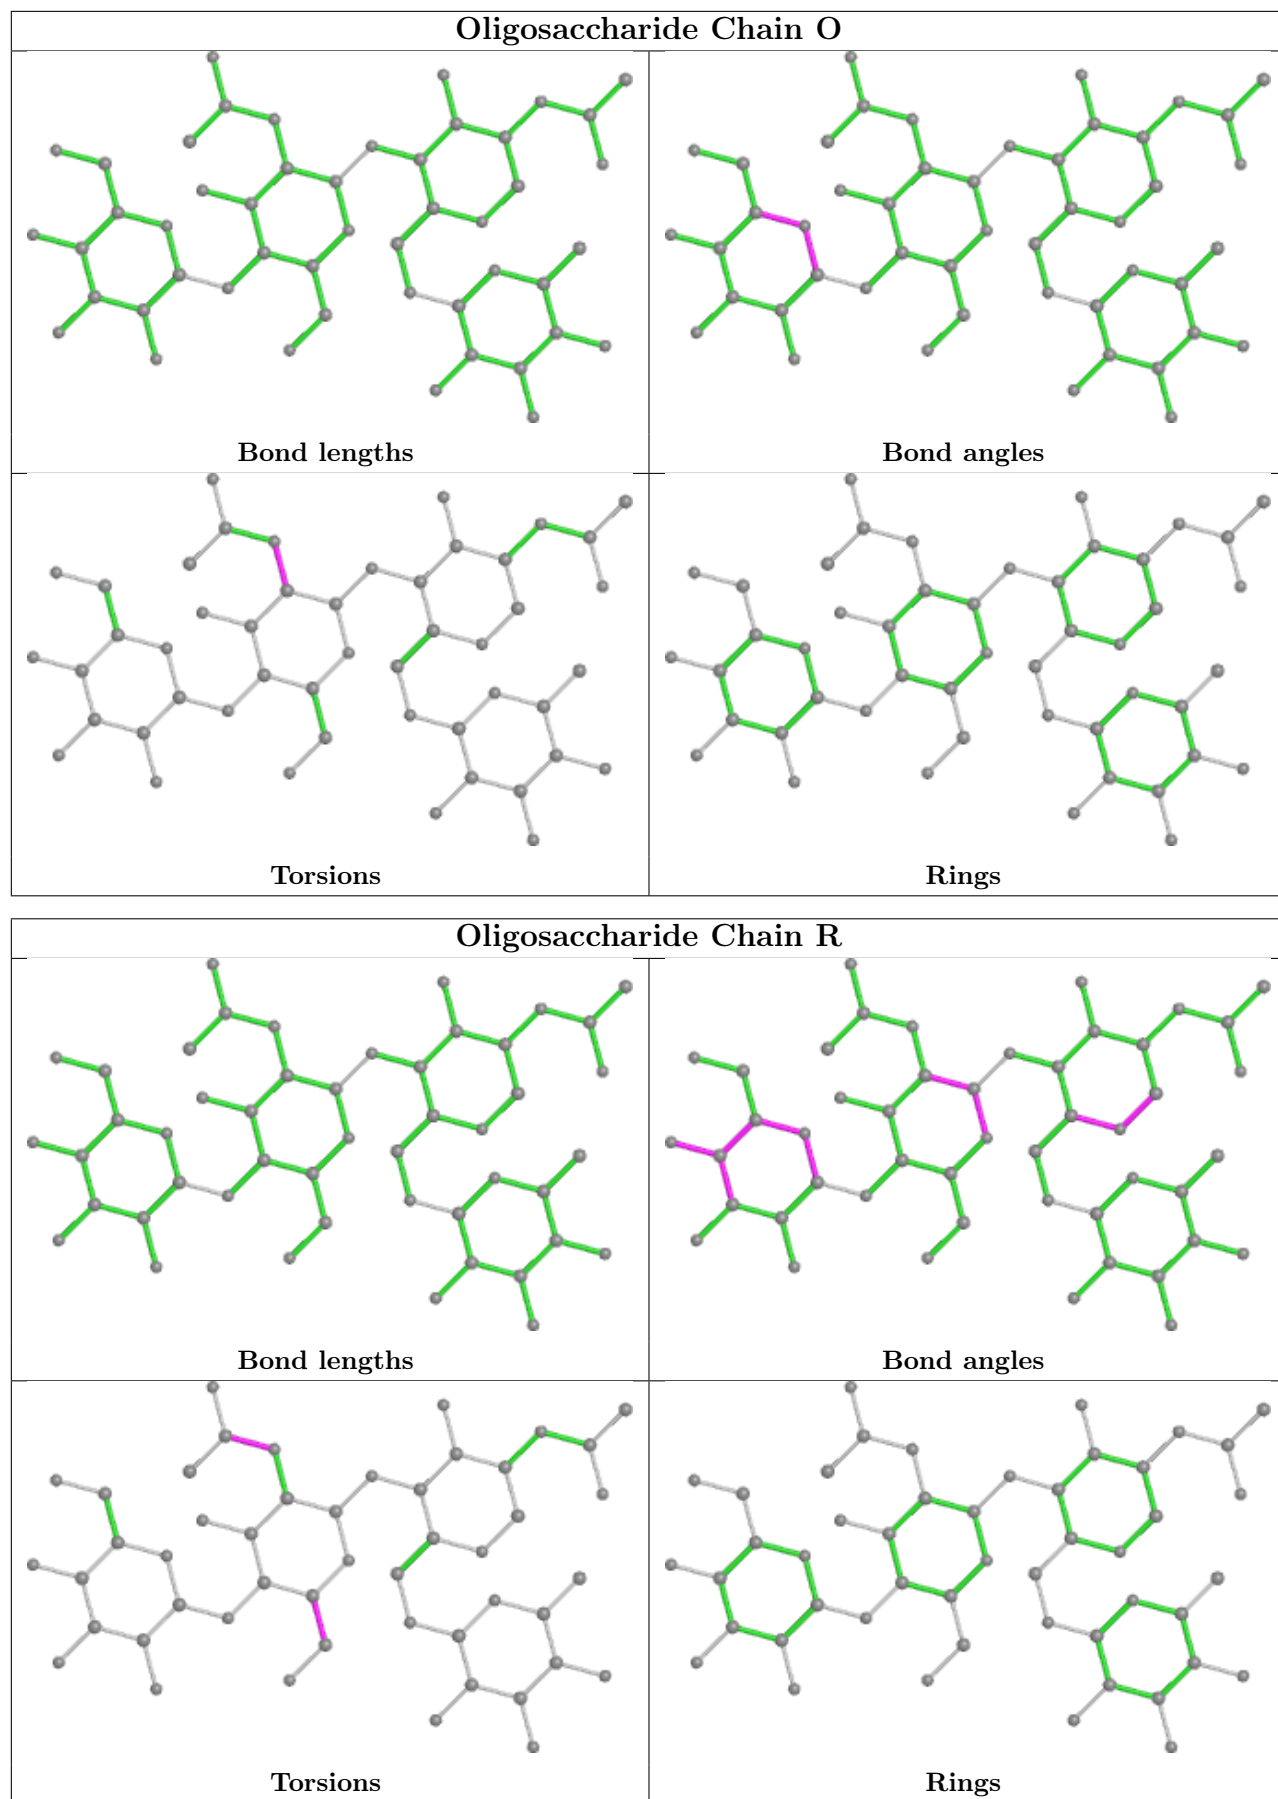 Oligosaccharide Chain O
Bond lengths
Bond angles
Torsions
Rings
Oligosaccharide Chain R
Bond lengths
Bond angles
Torsions
Rings